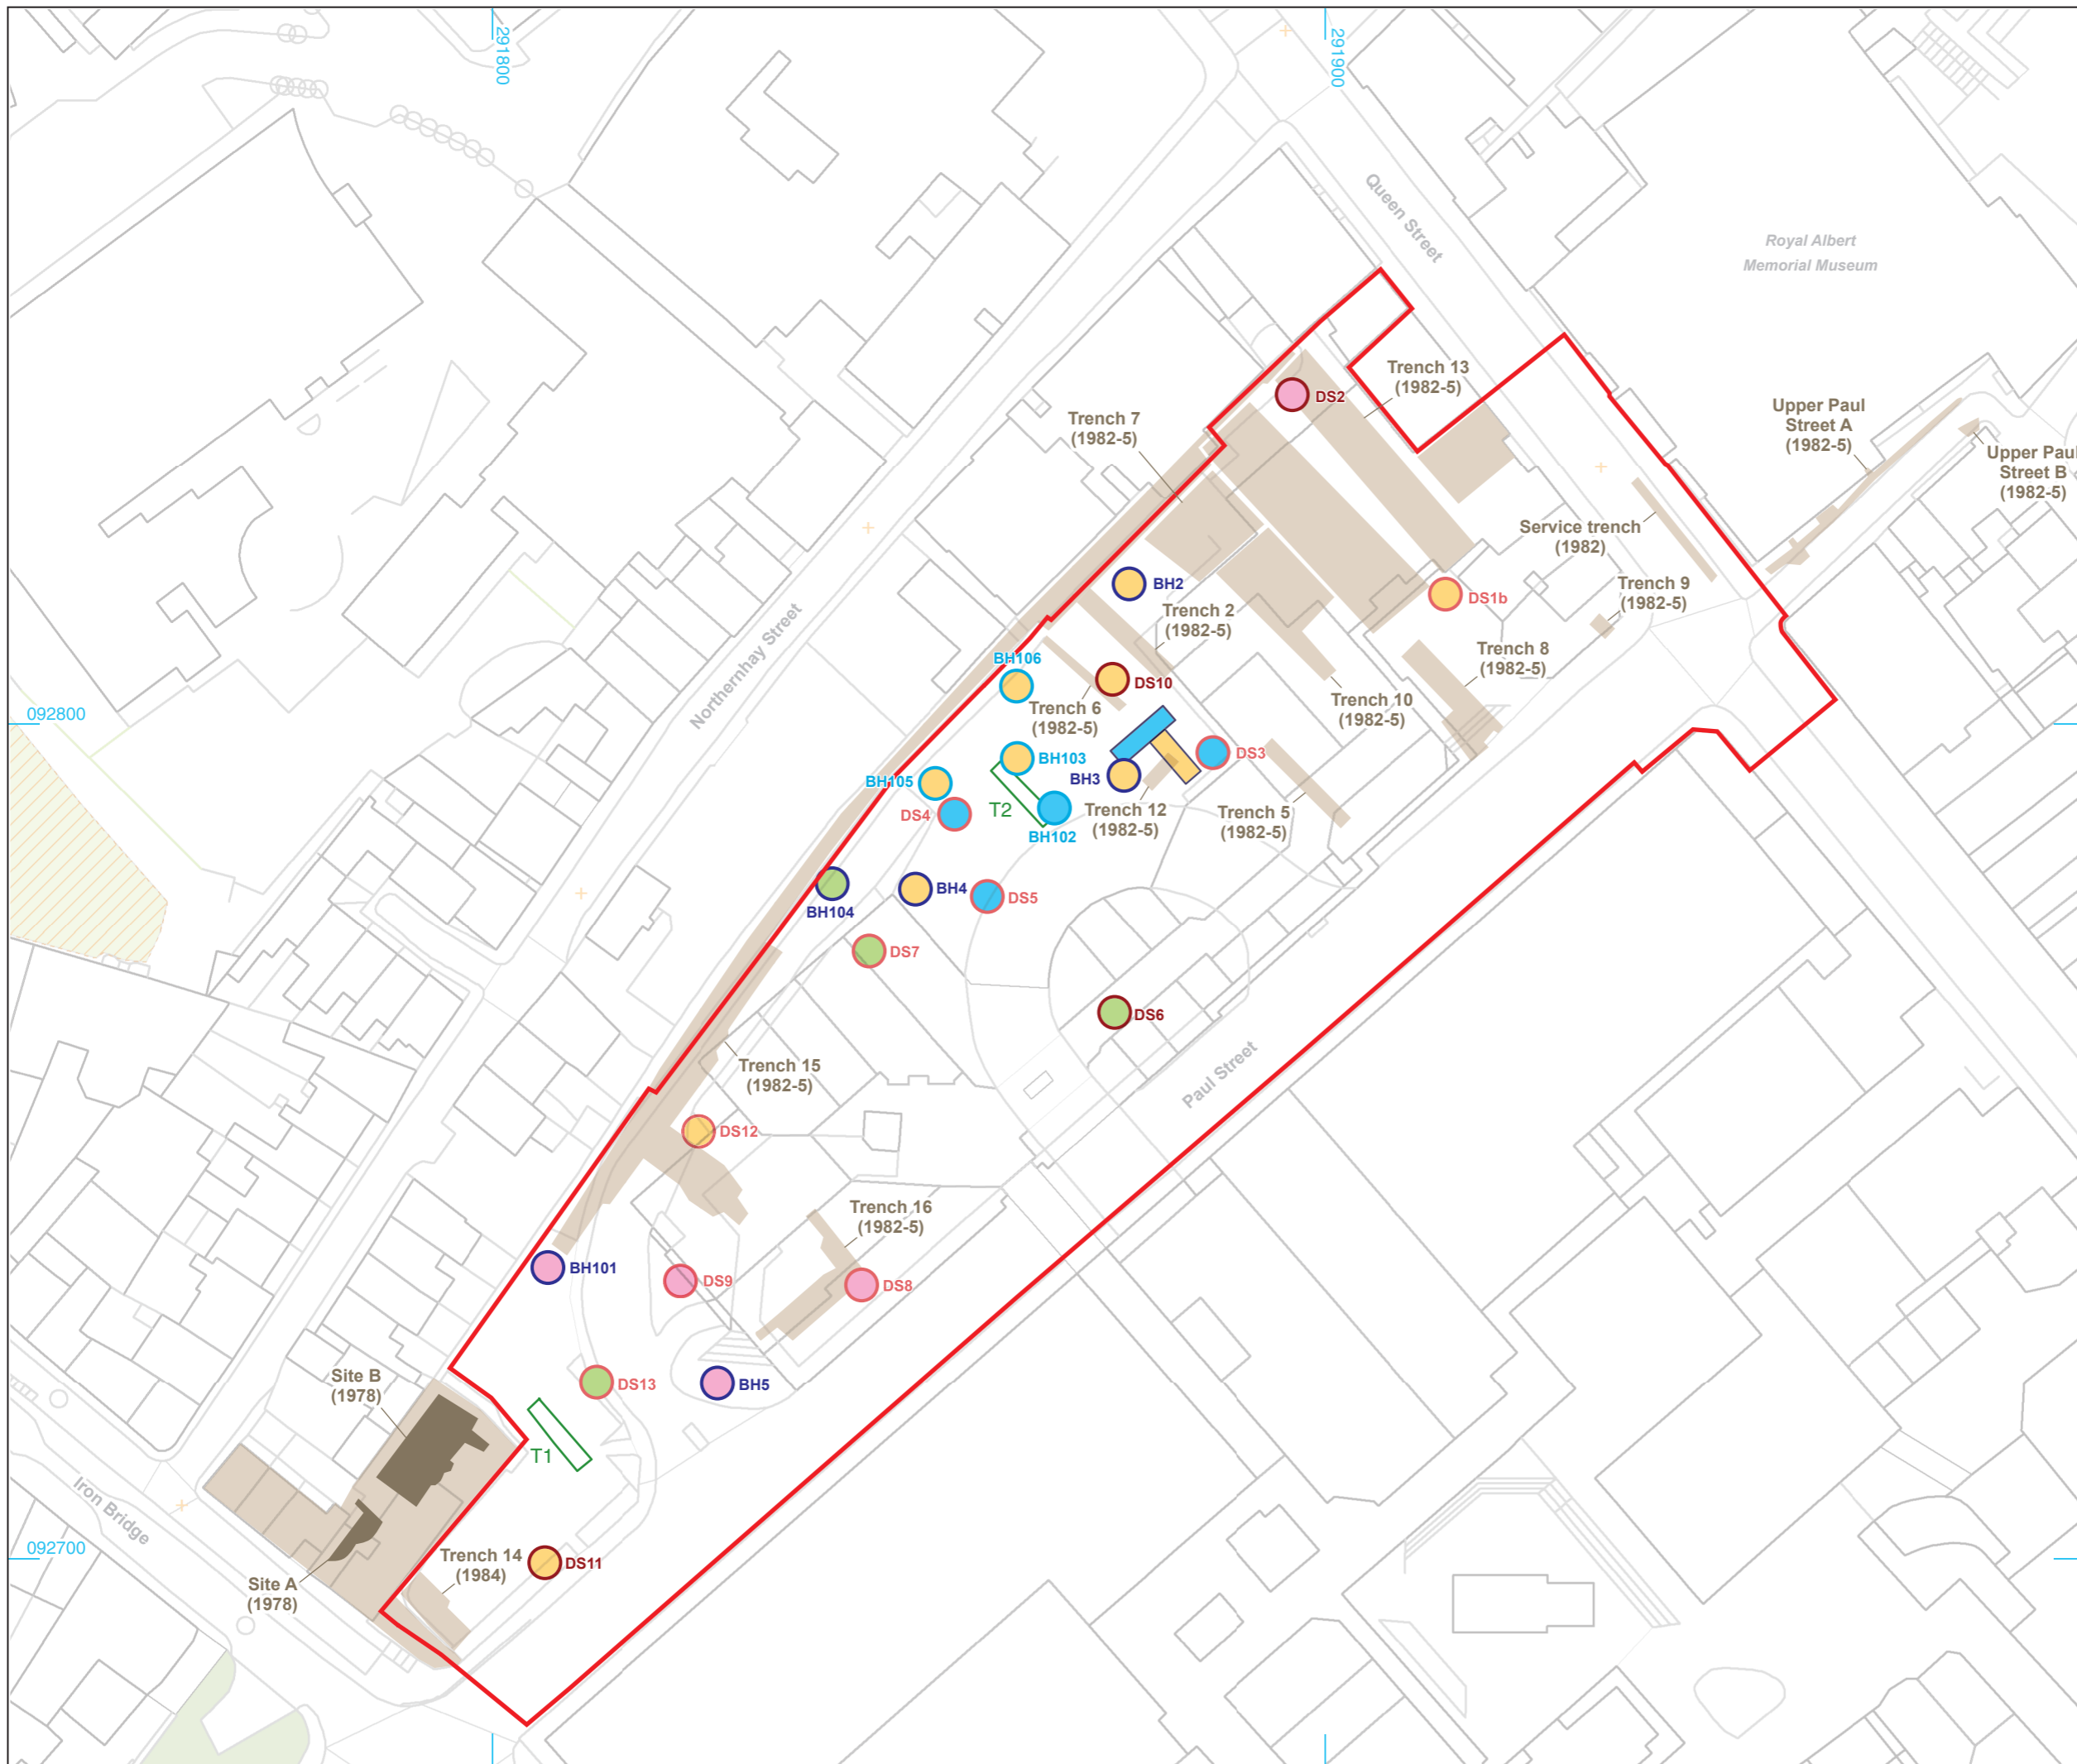 291800
291900
Queen Street
Royal Albert
Memorial Museum
Trench 13
(1982-5)
DS2
Trench 7
(1982-5)
Upper Paul
Street A
(1982-5)
Upper Paul
Street B
(1982-5)
Service trench
(1982)
BH2
Trench 9
(1982-5)
DS1b
Trench 2
(1982-5)
Northernhay Street
BH106
Trench 8
(1982-5)
DS10
Trench 10
(1982-5)
Trench 6
(1982-5)
092800
DS3
BH103
BH3
BH105
T2
DS4
Trench 12
(1982-5)
Trench 5
(1982-5)
BH102
BH4
DS5
BH104
DS7
DS6
Trench 15
(1982-5)
Paul Street
DS12
Trench 16
(1982-5)
BH101
DS9
DS8
Site B
(1978)
DS13
BH5
T1
Iron Bridge
092700
Trench 14
(1984)
DS11
Site A
(1978)